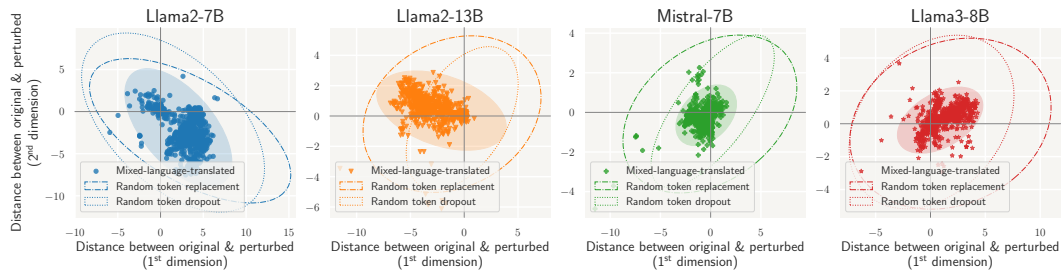 Llama2-7B
Llama2-13B
Mistral-7B
Llama3-8B
Distance between original & perturbed
(2nd dimension)
5
0
−5
−10
Mixed-language-translated
Random token replacement
Random token dropout
−10 −5 0 5 10 15
Distance between original & perturbed
(1st dimension)
4
2
0
−2
−4
−6
Mixed-language-translated
Random token replacement
Random token dropout
−10 −5 0 5
Distance between original & perturbed
(1st dimension)
4
2
0
−2
−4
Mixed-language-translated
Random token replacement
Random token dropout
−10 −5 0 5
Distance between original & perturbed
(1st dimension)
4
2
0
−2
−4
Mixed-language-translated
Random token replacement
Random token dropout
−10 −5 0 5 10
Distance between original & perturbed
(1st dimension)